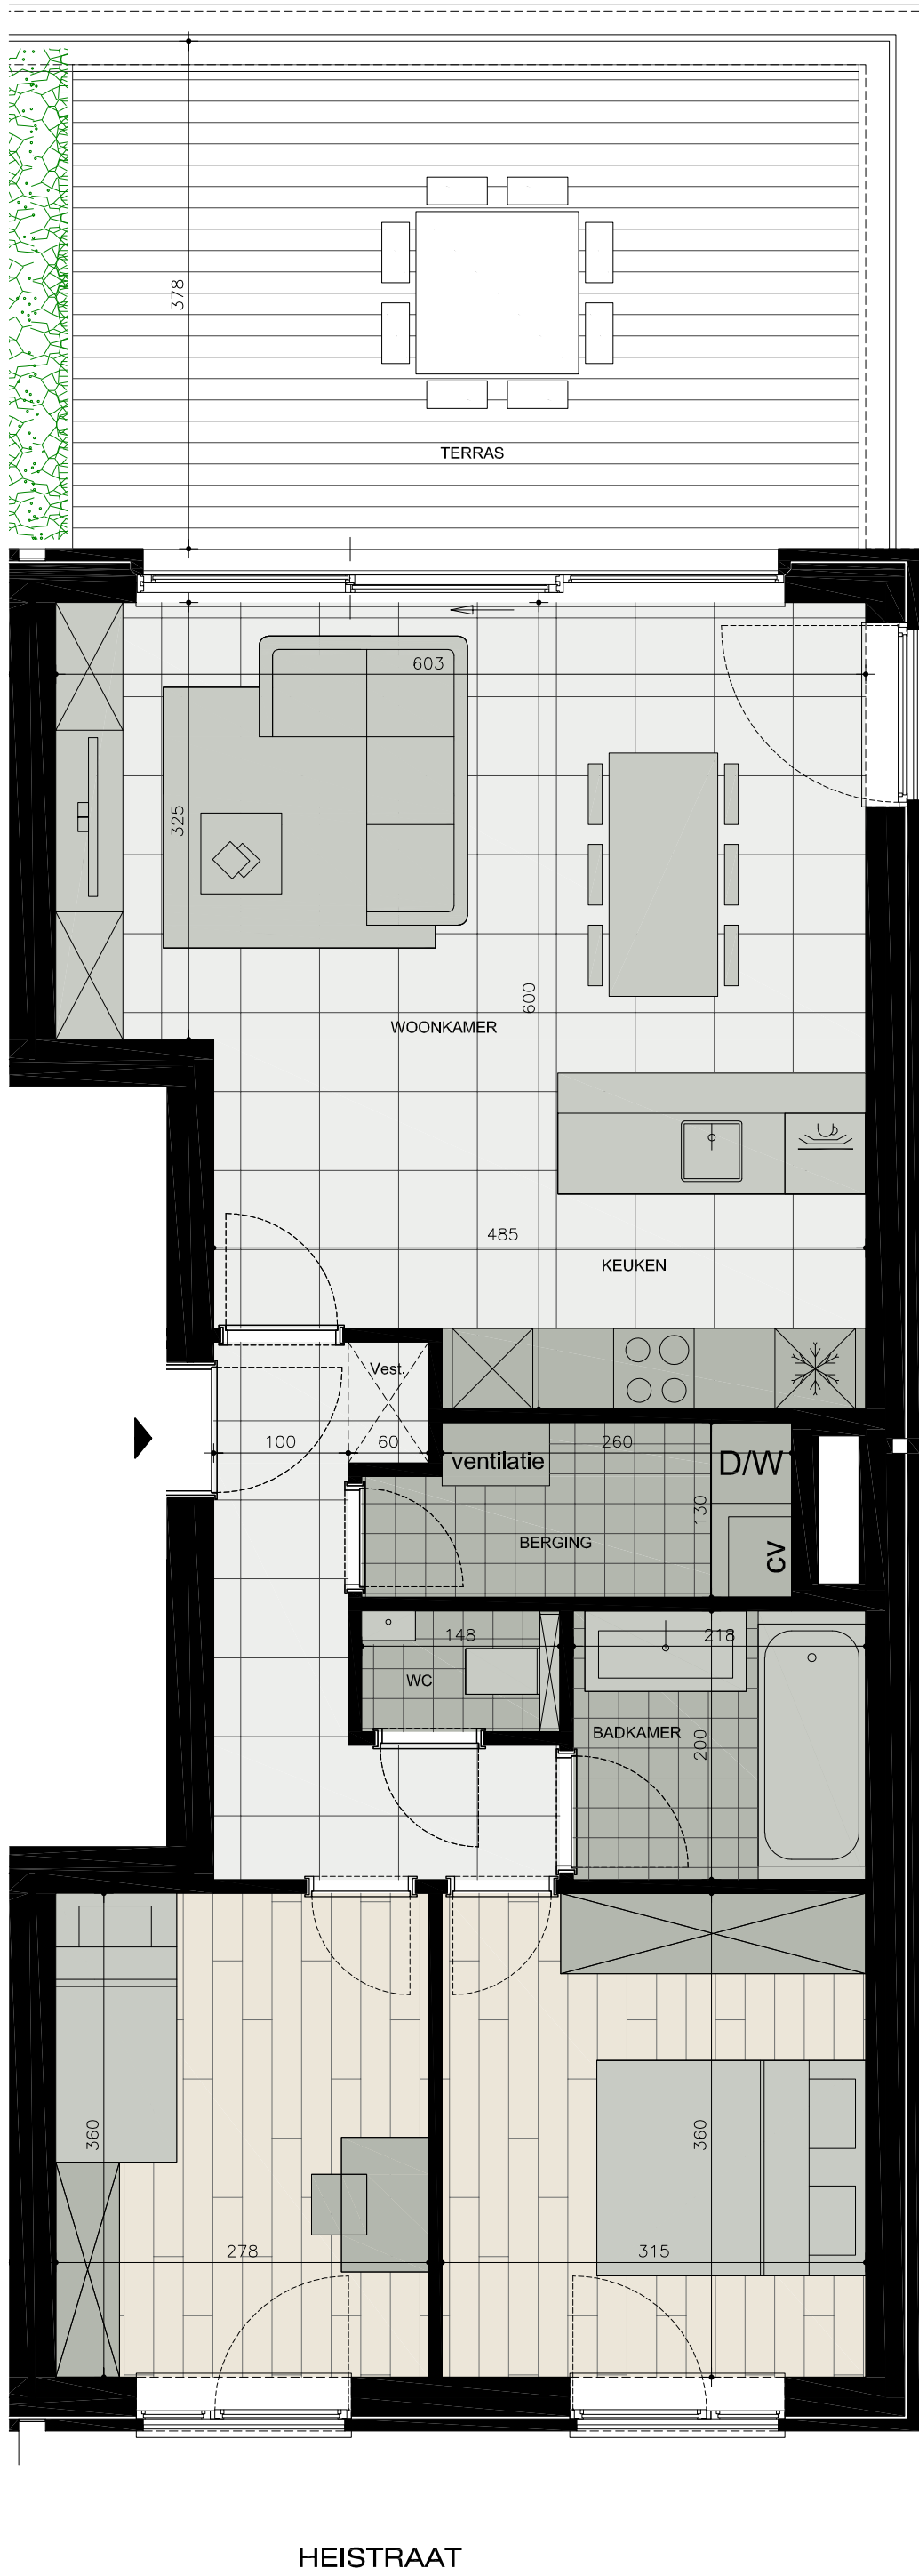 378
TERRAS
603
325
600
WOONKAMER
485
KEUKEN
Vest.
100
60
ventilatie
260
D/W
130
BERGING
CV
148
218
WC
BADKAMER
200
360
360
278
315
HEISTRAAT